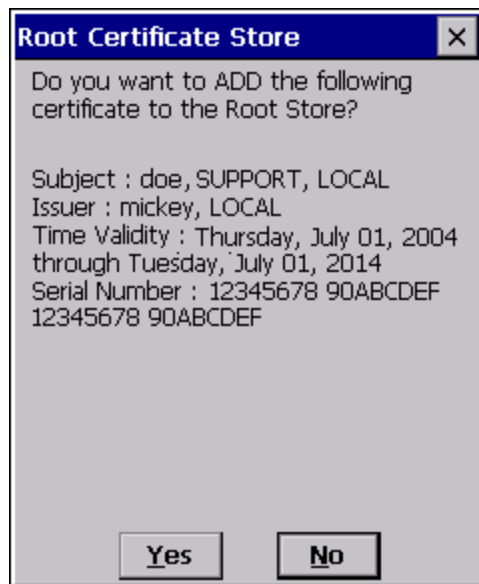 Root Certificate Store
Do you want to ADD the following
certificate to the Root Store?
Subject : doe, SUPPORT, LOCAL
Issuer : mickey, LOCAL
Time Validity : Thursday, July 01, 2004
through Tuesday, July 01, 2014
Serial Number : 12345678 90ABCDEF
12345678 90ABCDEF
Yes No